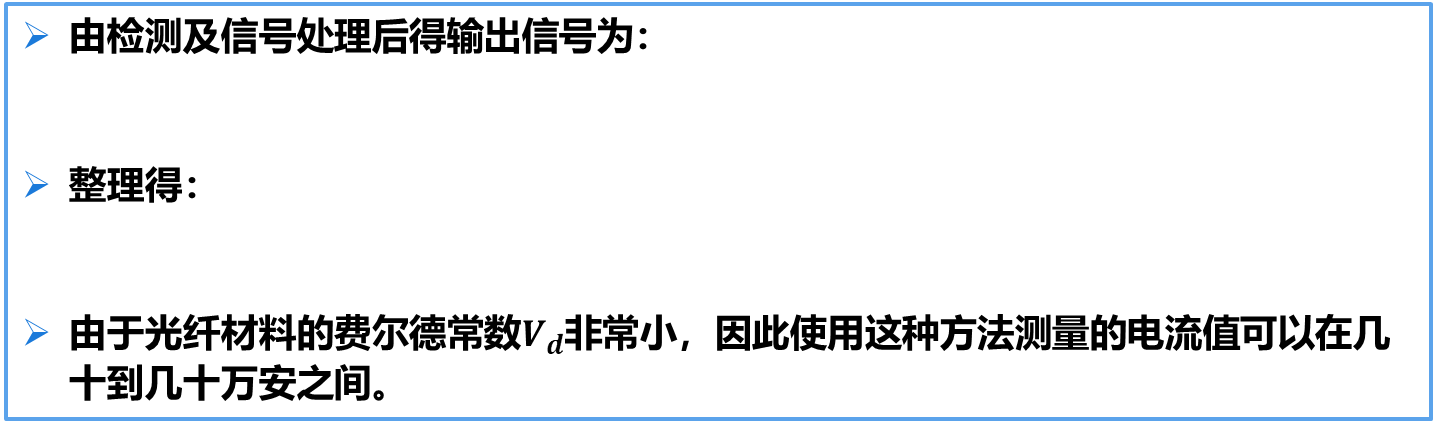 ➢ 由检测及信号处理后得输出信号为：
➢ 整理得：
➢ 由于光纤材料的费尔德常数V_d非常小，因此使用这种方法测量的电流值可以在几
十到几十万安之间。